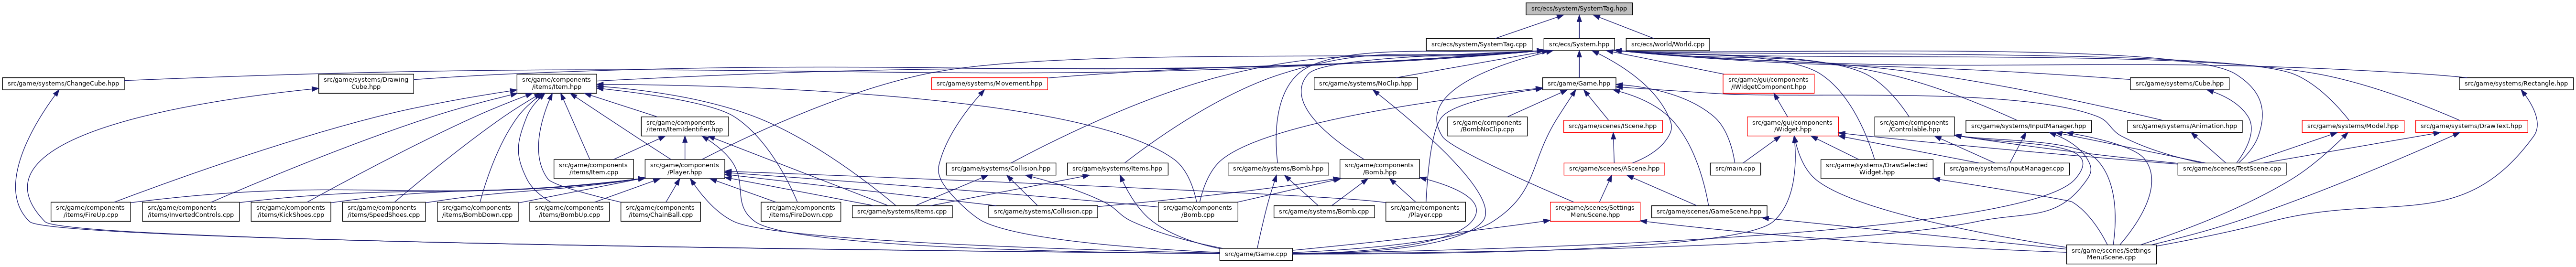 src/ecs/system/SystemTag.hpp
src/ecs/system/SystemTag.cpp
src/ecs/System.hpp
src/ecs/world/World.cpp
src/game/systems/ChangeCube.hpp
src/game/systems/Drawing
Cube.hpp
src/game/components
/items/Item.hpp
src/game/systems/Movement.hpp
src/game/systems/NoClip.hpp
src/game/Game.hpp
src/game/gui/components
/IWidgetComponent.hpp
src/game/systems/Cube.hpp
src/game/systems/Rectangle.hpp
src/game/components
/items/ItemIdentifier.hpp
src/game/components
/BombNoClip.cpp
src/game/scenes/IScene.hpp
src/game/gui/components
/Widget.hpp
src/game/components
/Controlable.hpp
src/game/systems/InputManager.hpp
src/game/systems/Animation.hpp
src/game/systems/Model.hpp
src/game/systems/DrawText.hpp
src/game/components
/items/Item.cpp
src/game/components
/Player.hpp
src/game/systems/Collision.hpp
src/game/systems/Items.hpp
src/game/systems/Bomb.hpp
src/game/components
/Bomb.hpp
src/game/scenes/AScene.hpp
src/main.cpp
src/game/systems/DrawSelected
Widget.hpp
src/game/systems/InputManager.cpp
src/game/scenes/TestScene.cpp
src/game/components
/items/FireUp.cpp
src/game/components
/items/InvertedControls.cpp
src/game/components
/items/KickShoes.cpp
src/game/components
/items/SpeedShoes.cpp
src/game/components
/items/BombDown.cpp
src/game/components
/items/BombUp.cpp
src/game/components
/items/ChainBall.cpp
src/game/components
/items/FireDown.cpp
src/game/systems/Items.cpp
src/game/systems/Collision.cpp
src/game/components
/Bomb.cpp
src/game/systems/Bomb.cpp
src/game/components
/Player.cpp
src/game/scenes/Settings
MenuScene.hpp
src/game/scenes/GameScene.hpp
src/game/Game.cpp
src/game/scenes/Settings
MenuScene.cpp